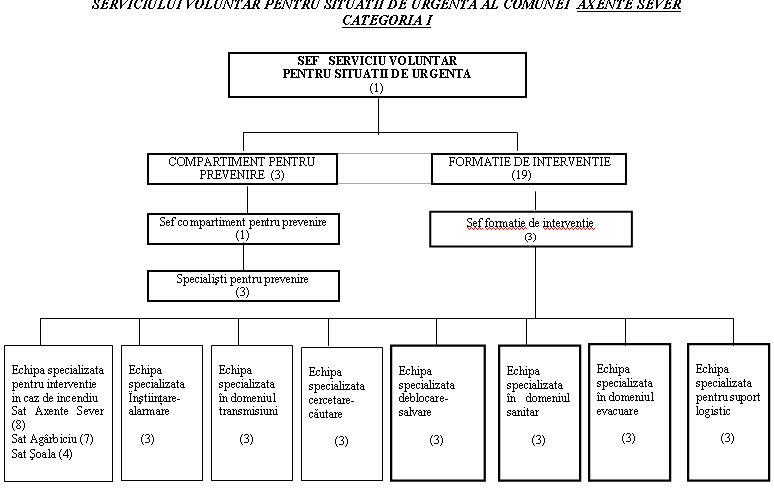 SERVICIULUI VOLUNTAR PENTRU SITUATII DE URGENTA AL COMUNEI AXENTE SEVER
CATEGORIA I
SEF SERVICIU VOLUNTAR
PENTRU SITUATII DE URGENTA
(1)
COMPARTIMENT PENTRU
PREVENIRE (3)
FORMATIE DE INTERVENTIE
(19)
Sef compartiment pentru prevenire
(1)
Sef formatie de interventie
(3)
Specialişti pentru prevenire
(3)
Echipa specializata
pentru interventie
in caz de incendiu
Sat Axente Sever
(8)
Sat Agârbiciu (7)
Sat Şoala (4)
Echipa
specializata
Înştiinţare-
alarmare
(3)
Echipa
specializata
în domeniul
transmisiuni
(3)
Echipa
specializata
cercetare-
căutare
(3)
Echipa
specializata
deblocare-
salvare
(3)
Echipa
specializata
în domeniul
sanitar
(3)
Echipa
specializata
în domeniul
evacuare
(3)
Echipa
specializata
pentru suport
logistic
(3)